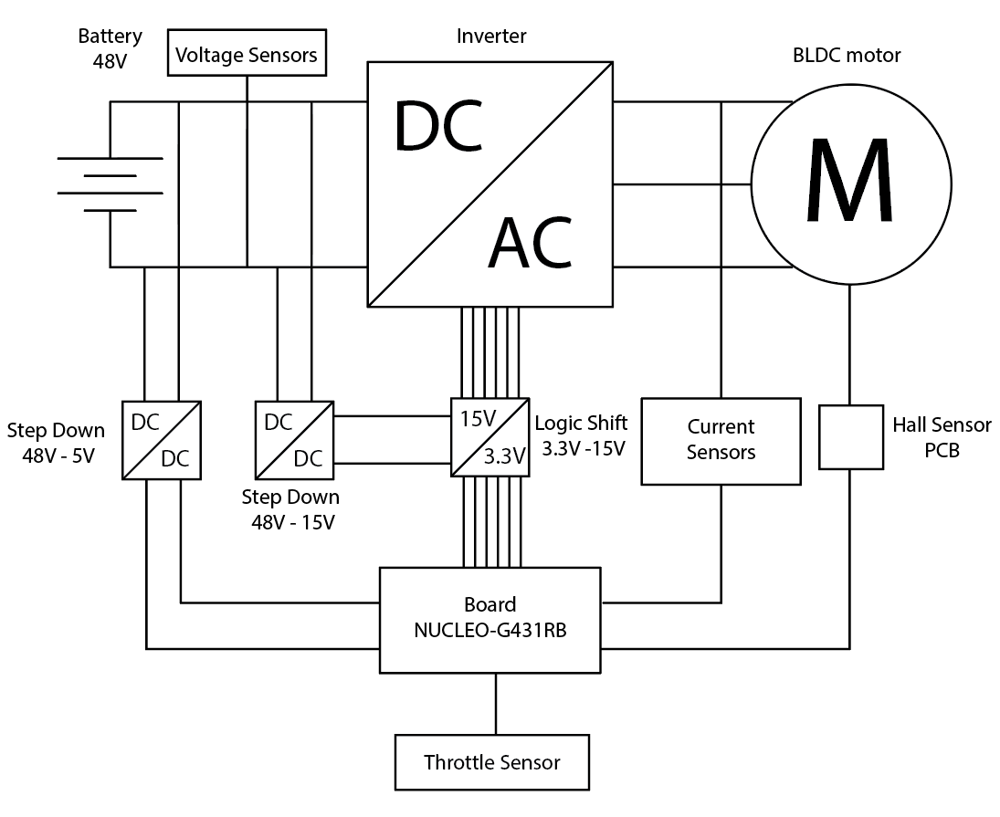 Battery
48V
Voltage Sensors
Inverter
BLDC motor
DC
AC
M
Step Down
48V - 5V
DC
DC
DC
DC
Step Down
48V - 15V
15V
3.3V
Logic Shift
3.3V -15V
Current
Sensors
Hall Sensor
PCB
Board
NUCLEO-G431RB
Throttle Sensor